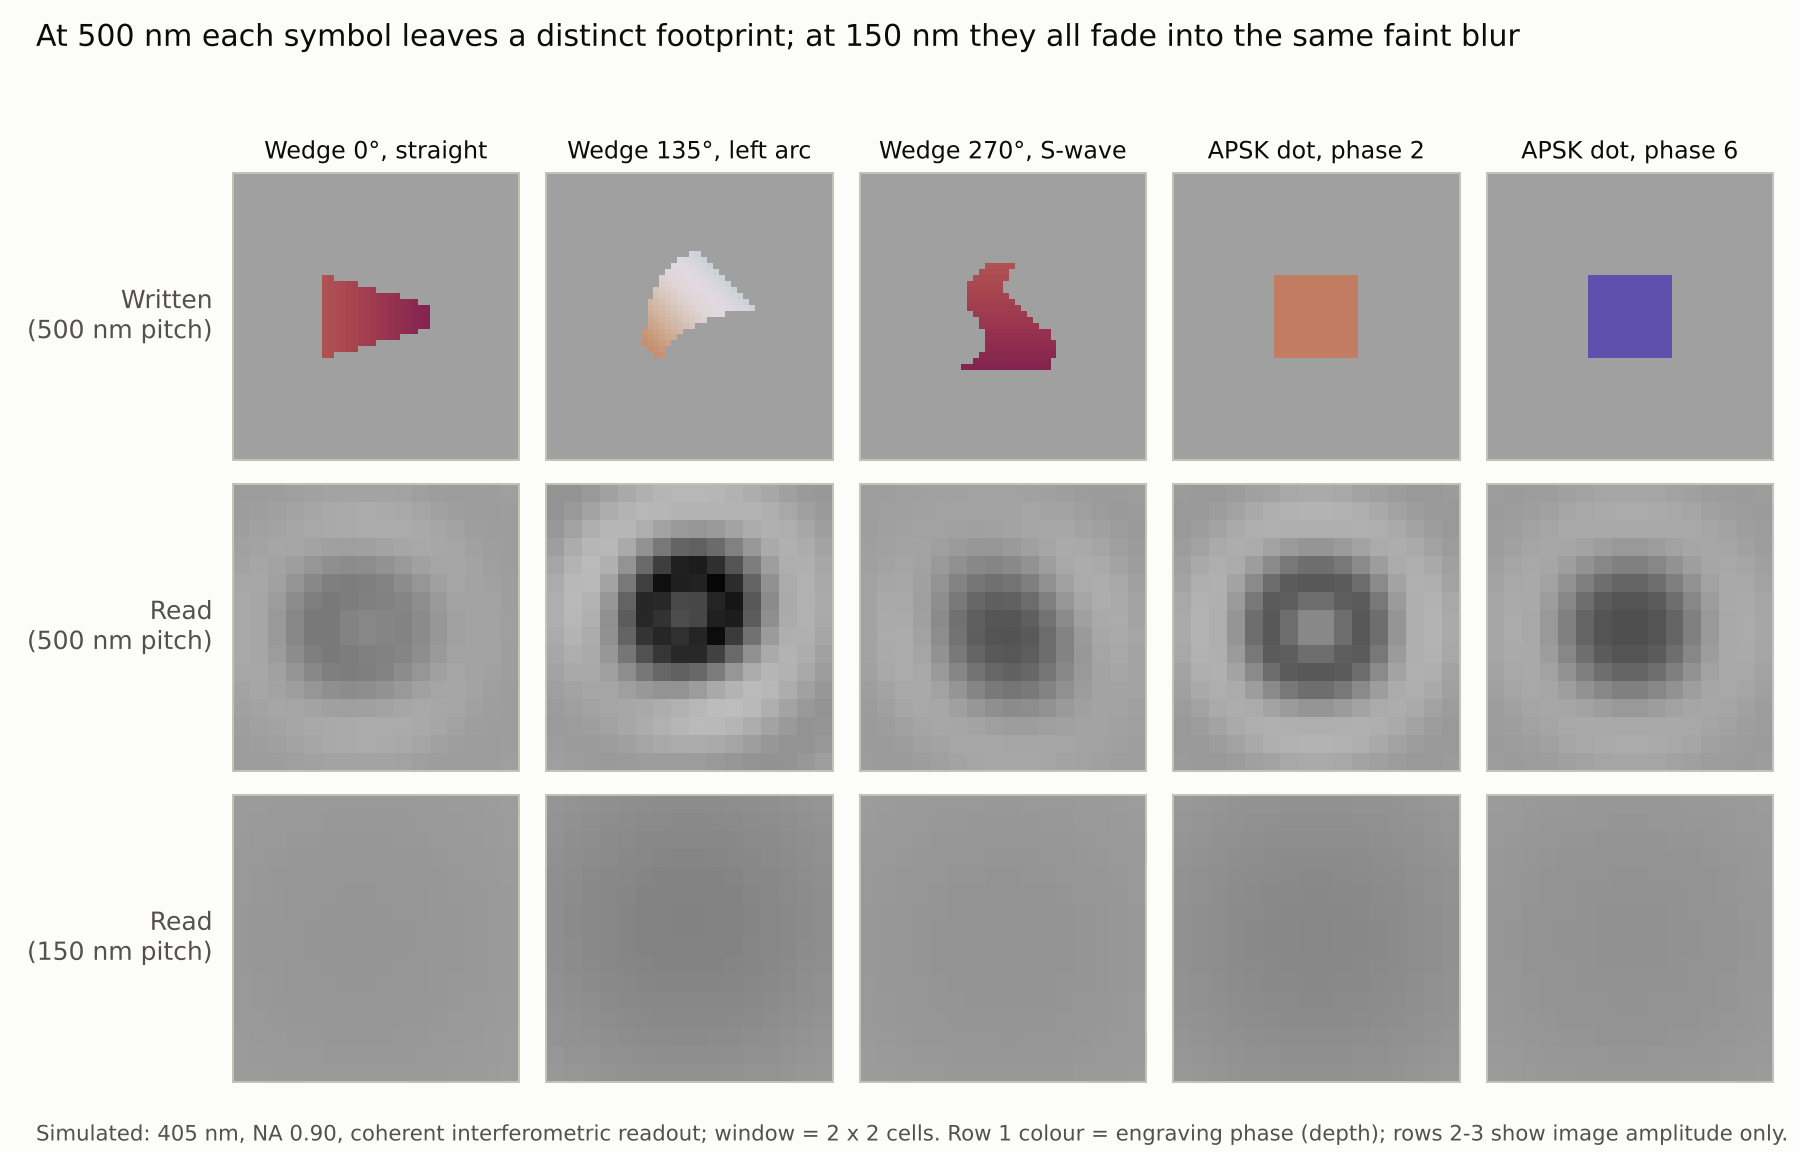 At 500 nm each symbol leaves a distinct footprint; at 150 nm they all fade into the same faint blur
Wedge 0°, straight
Wedge 135°, left arc
Wedge 270°, S-wave
APSK dot, phase 2
APSK dot, phase 6
Written
(500 nm pitch)
Read
(500 nm pitch)
Read
(150 nm pitch)
Simulated: 405 nm, NA 0.90, coherent interferometric readout; window = 2 x 2 cells. Row 1 colour = engraving phase (depth); rows 2-3 show image amplitude only.